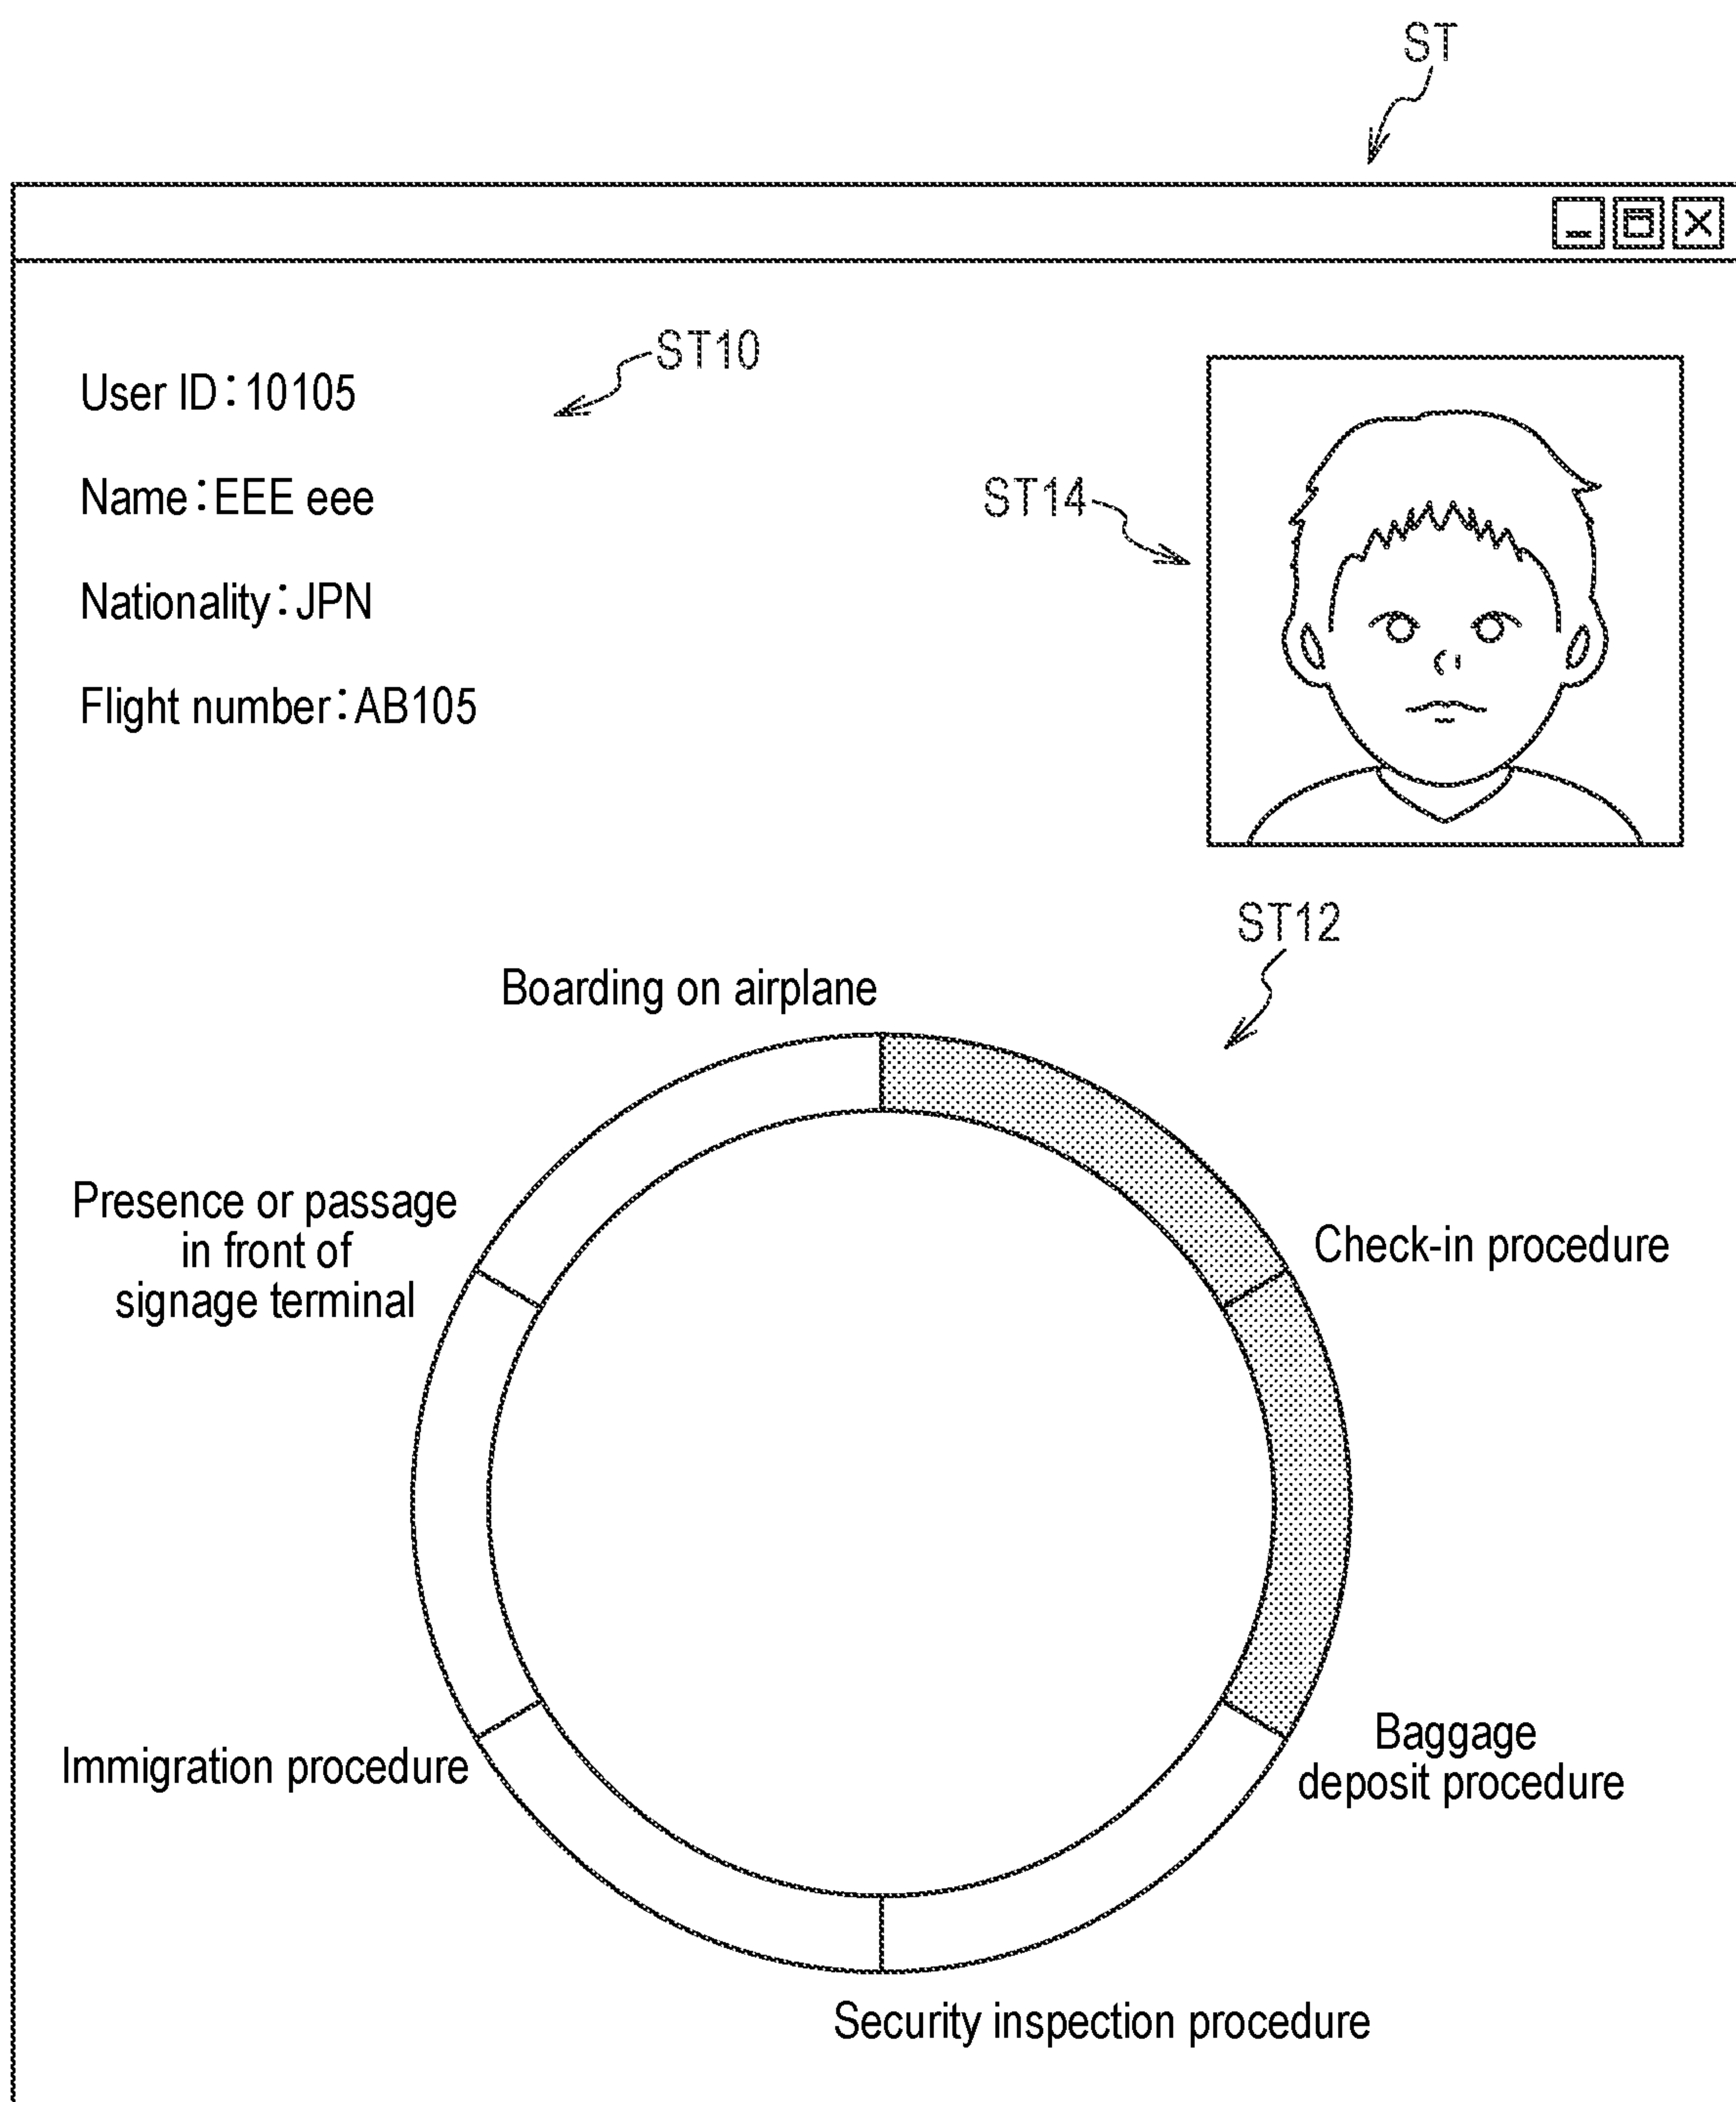 ST
ST10
User ID：10105
Name：EEE eee
Nationality：JPN
Flight number：AB105
ST14
ST12
Boarding on airplane
Presence or passage
in front of
signage terminal
Check-in procedure
Baggage
deposit procedure
Immigration procedure
Security inspection procedure